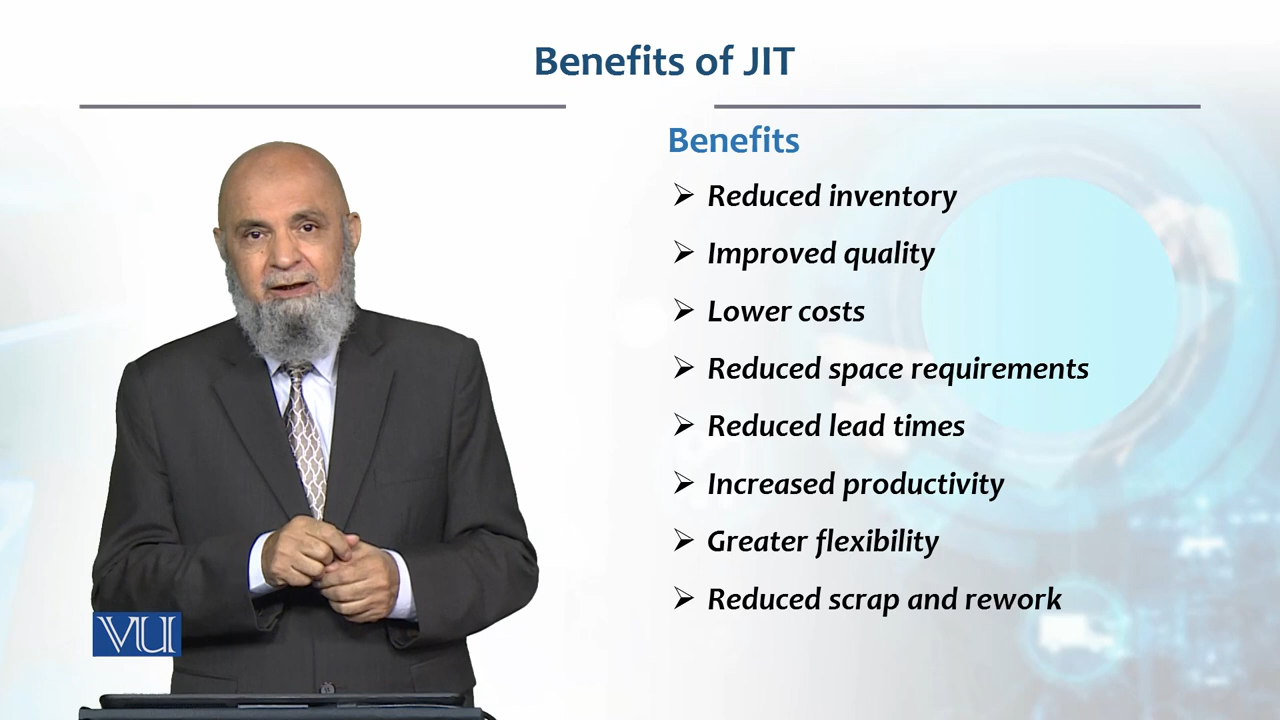 Benefits of JIT
Benefits
Reduced inventory
Improved quality
Lower costs
Reduced space requirements
Reduced lead times
Increased productivity
Greater flexibility
Reduced scrap and rework
VU